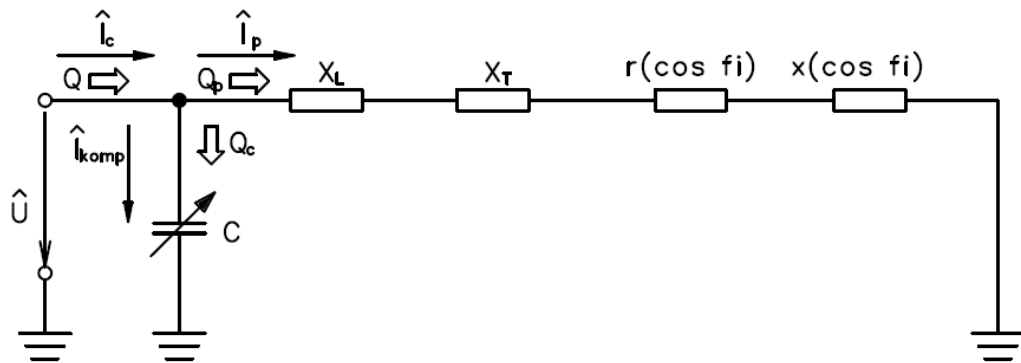 Îc Îp
Q Qp XL XT r(cos fi) x(cos fi)
Îkomp Qc
Û C